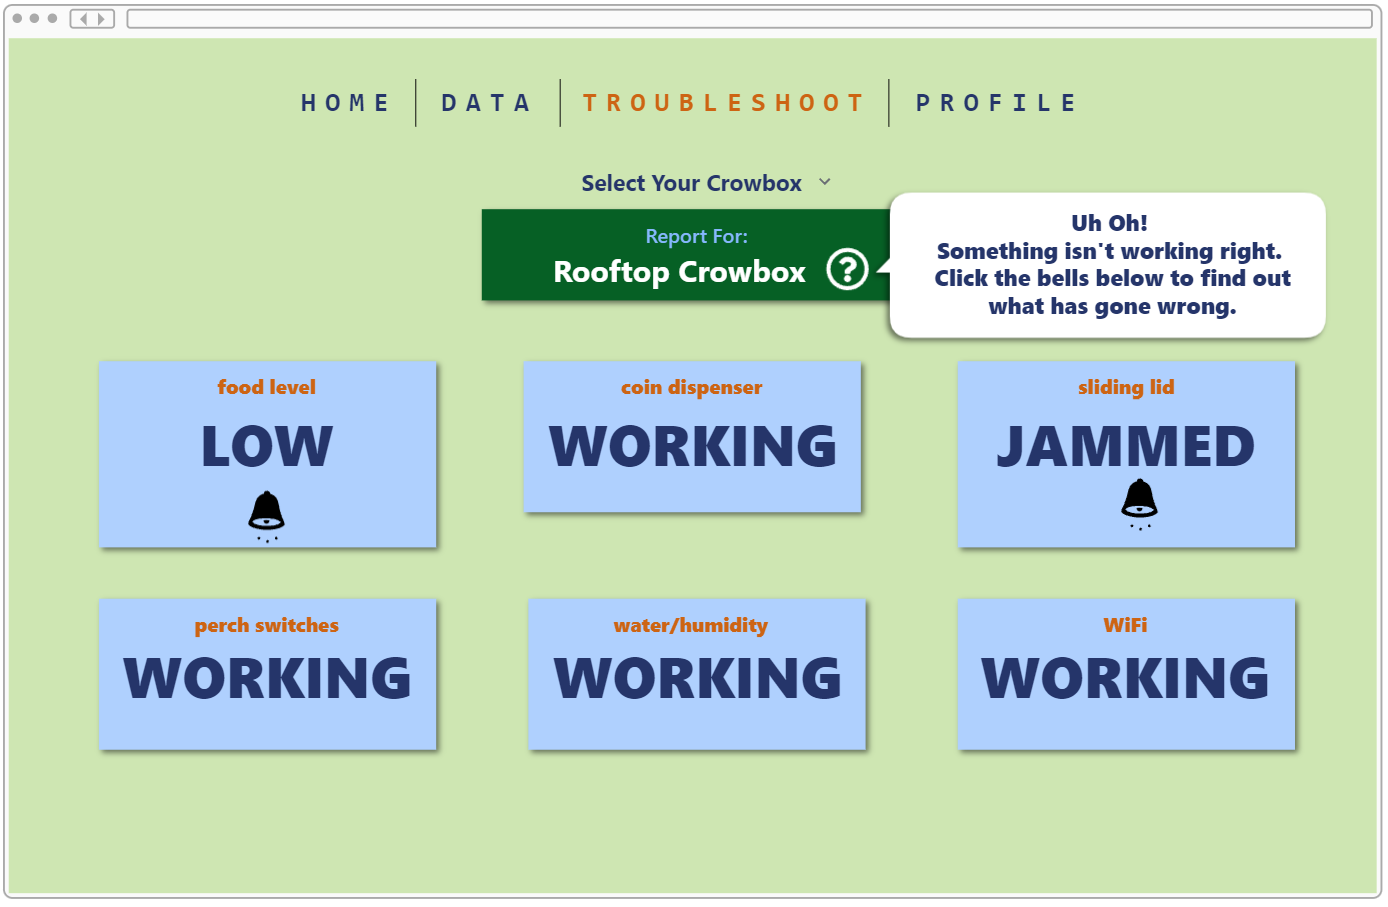 HOME
DATA
TROUBLESHOOT
PROFILE
Select Your Crowbox
Report For:
Rooftop Crowbox
?
Uh Oh!
Something isn't working right.
Click the bells below to find out
what has gone wrong.
food level
LOW
coin dispenser
WORKING
sliding lid
JAMMED
perch switches
WORKING
water/humidity
WORKING
WiFi
WORKING